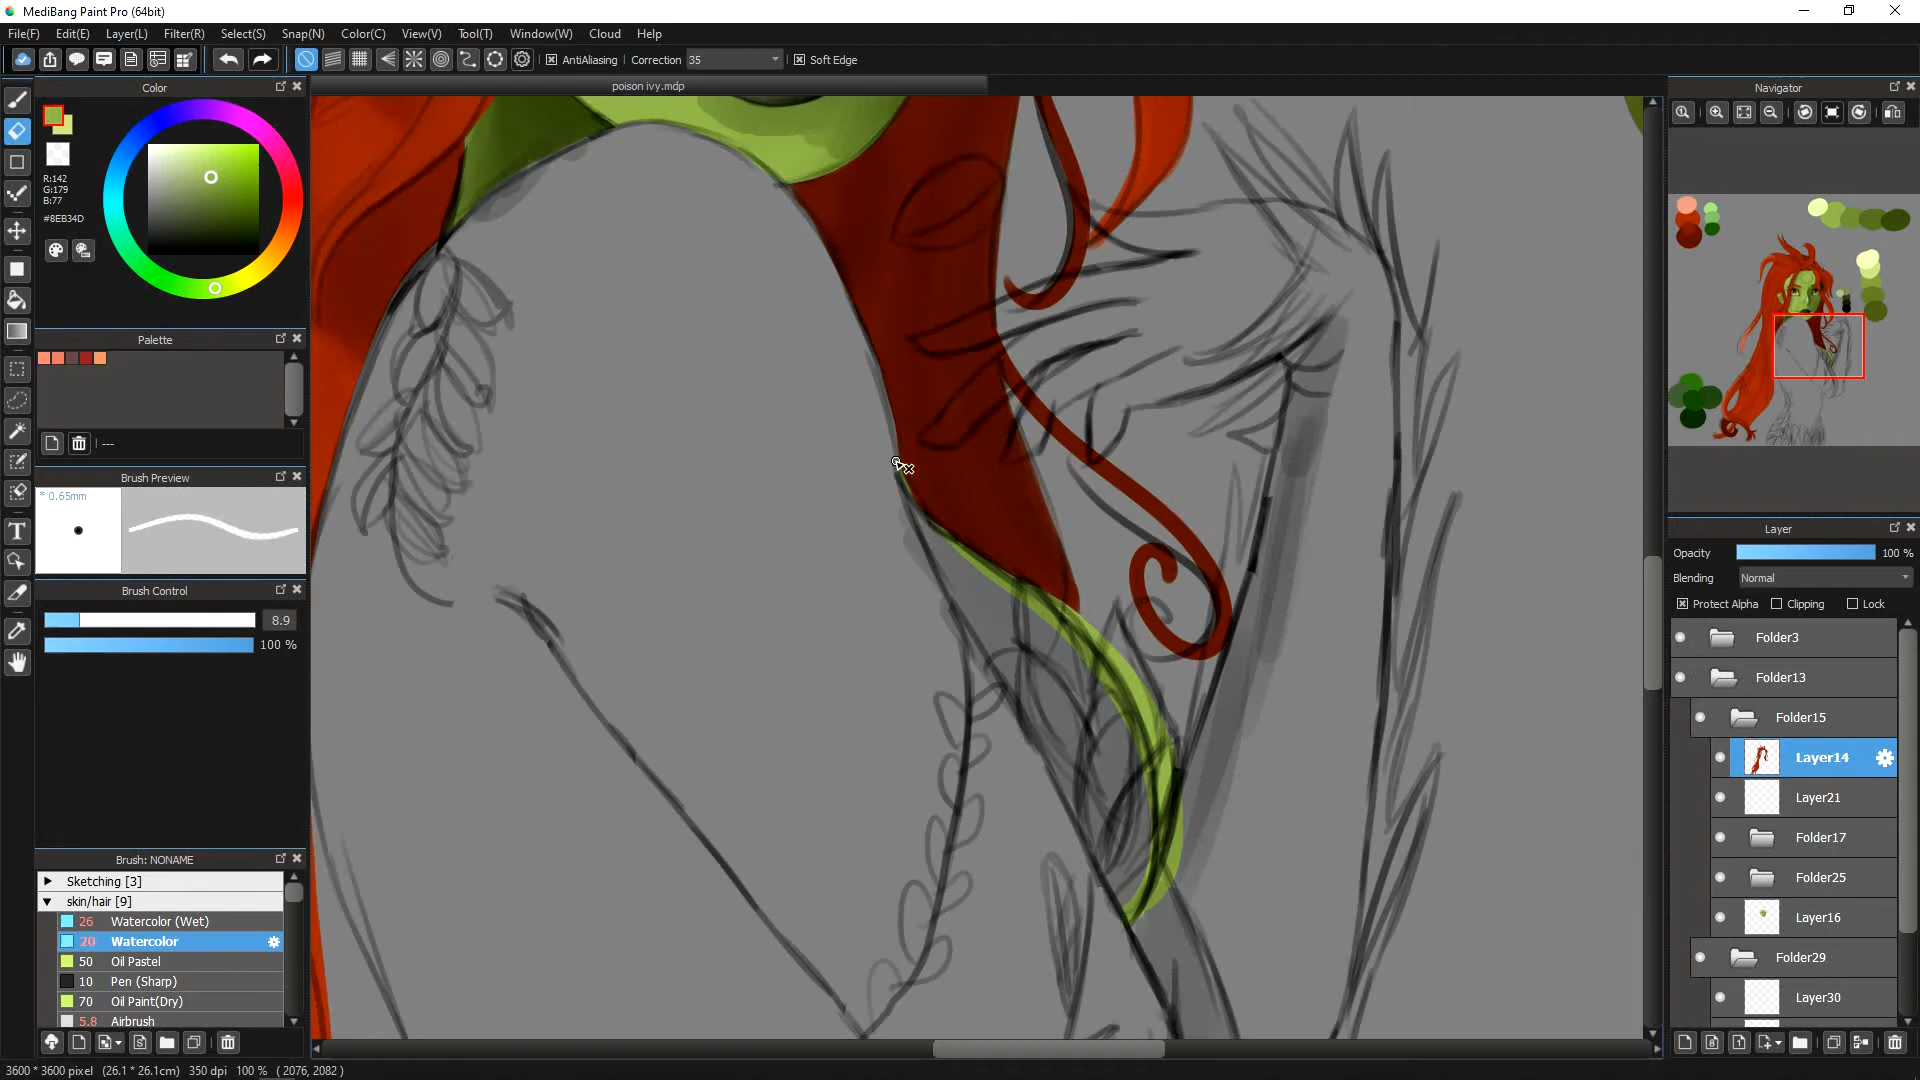 MediBang Paint Pro (64bit)
File(F) Edit(E) Layer(L) Filter(R) Select(S) Snap(N) Color(C) View(V) Tool(T) Window(W) Cloud Help
AntiAliasing Correction 35 Soft Edge
Color
poison ivy.mdp
Navigator
R:142
G:179
B:77
#8EB34D
Palette
---
Brush Preview
* 0.65mm
Brush Control
8.9
100 %
Layer
Opacity 100 %
Blending Normal
Protect Alpha Clipping Lock
Folder3
Folder13
Folder15
Layer14
Layer21
Folder17
Folder25
Layer16
Folder29
Layer30
Brush: NONAME
Sketching [3]
skin/hair [9]
26 Watercolor (Wet)
20 Watercolor
50 Oil Pastel
10 Pen (Sharp)
70 Oil Paint(Dry)
5.8 Airbrush
3600 * 3600 pixel (26.1 * 26.1cm) 350 dpi 100 % ( 2076, 2082 )